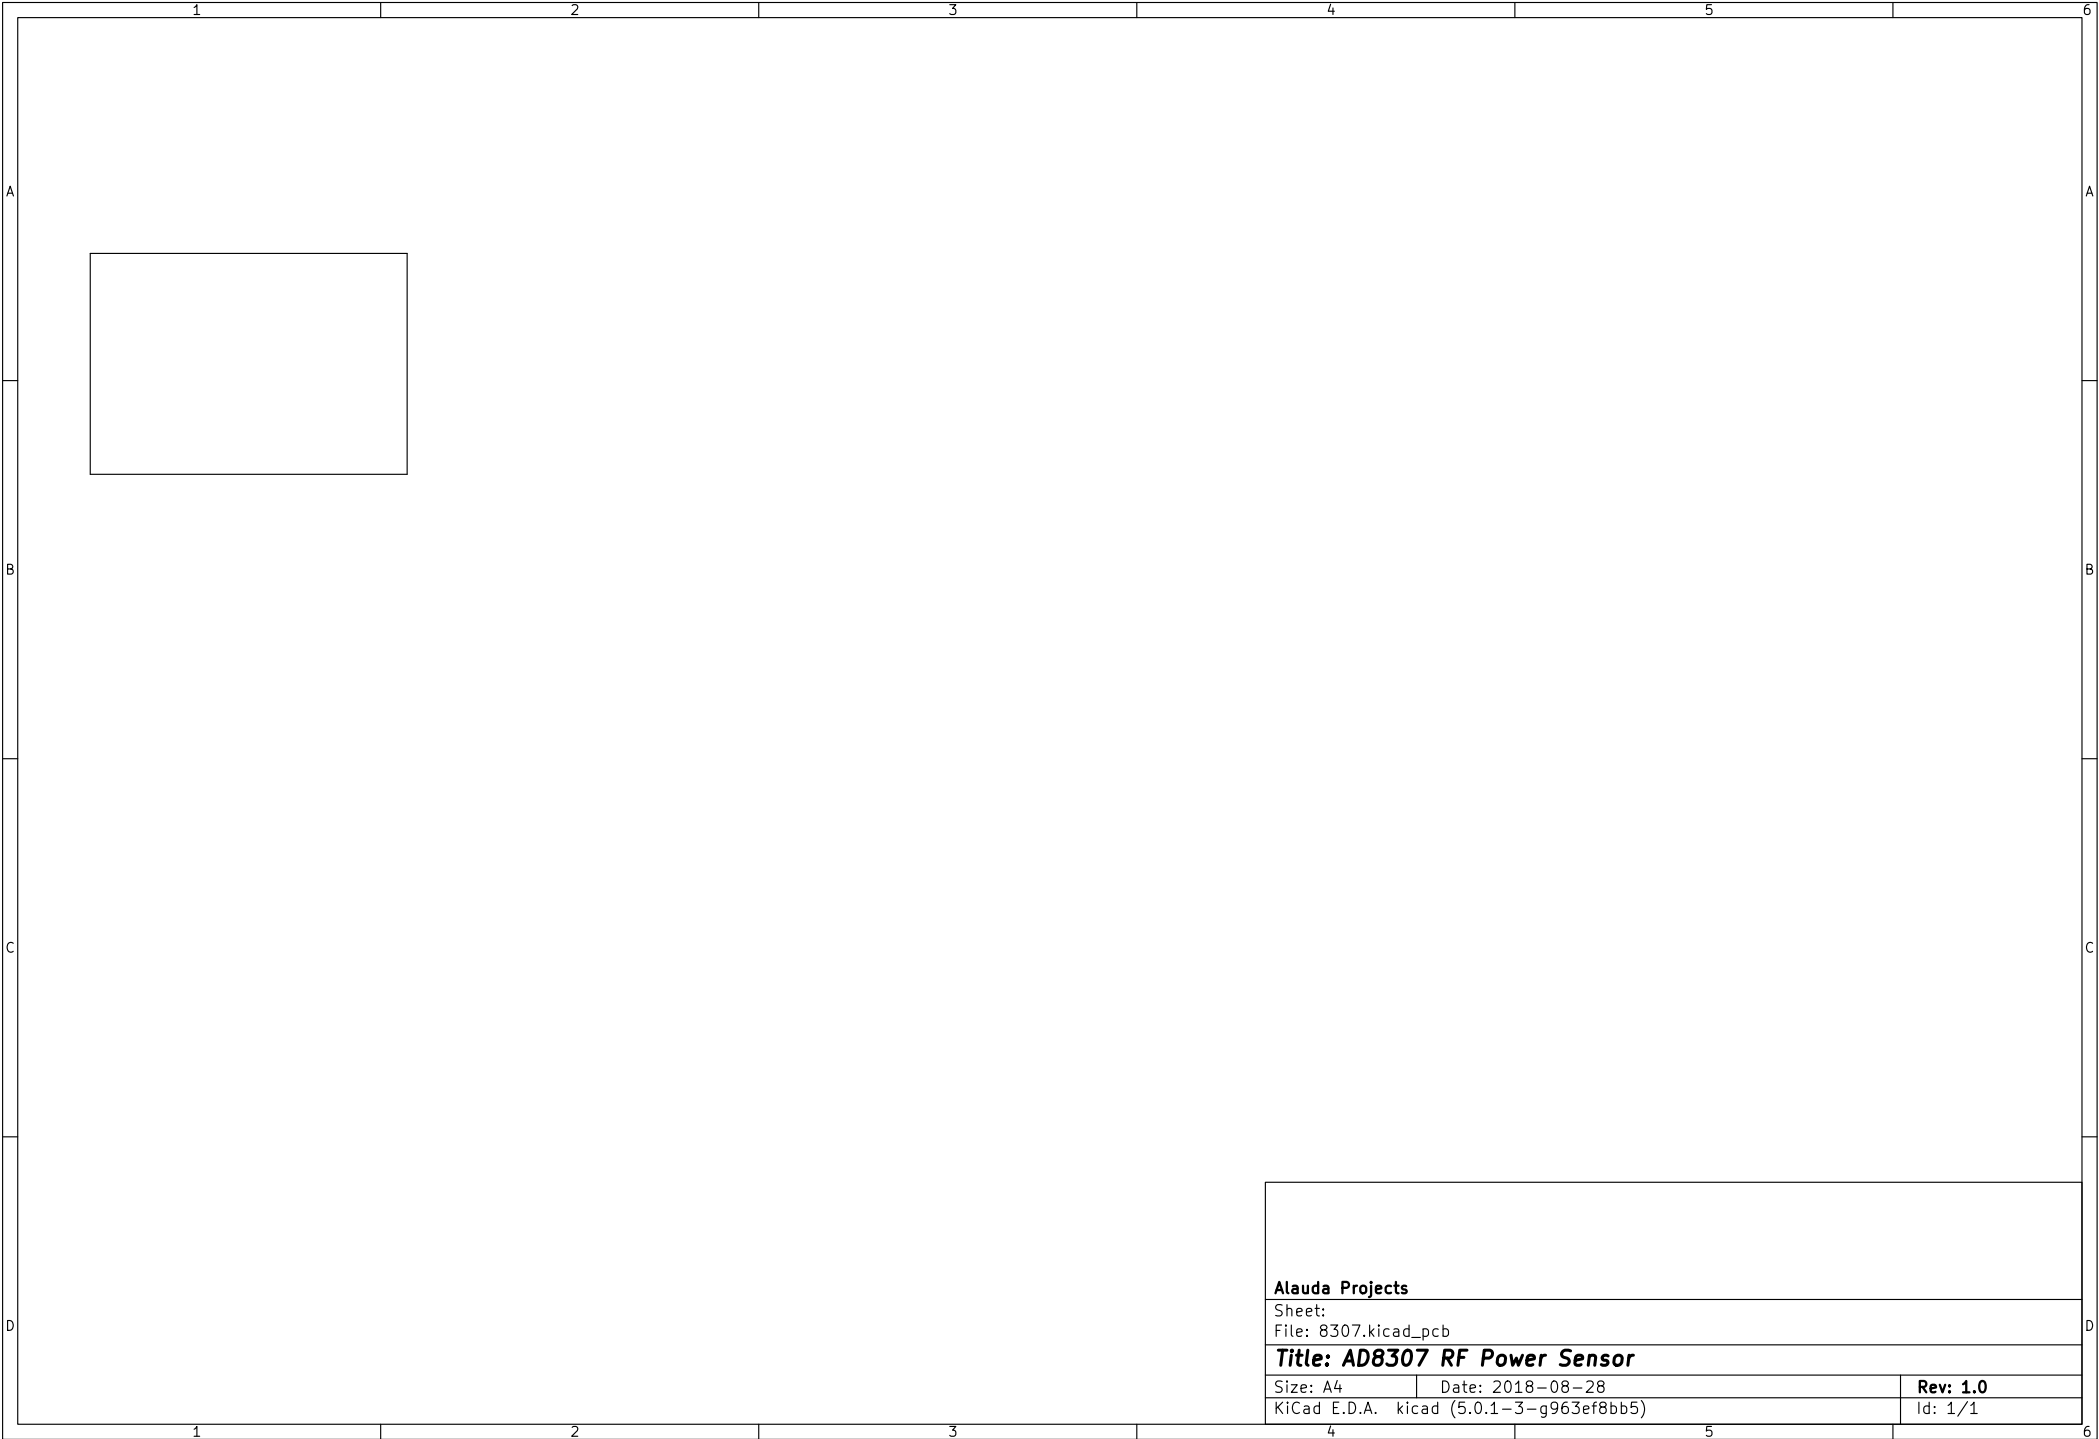 1 2 3 4 5 6
A A
B B
C C
Alauda Projects
Sheet:
D D
File: 8307.kicad_pcb
Title: AD8307 RF Power Sensor
Size: A4 Date: 2018-08-28 Rev: 1.0
KiCad E.D.A. kicad (5.0.1-3-g963ef8bb5) Id: 1/1
1 2 3 4 5 6